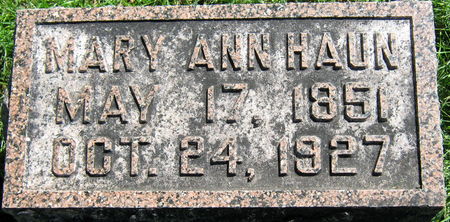 MARY ANN HAUN
MAY 17, 1851
OCT. 24, 1927